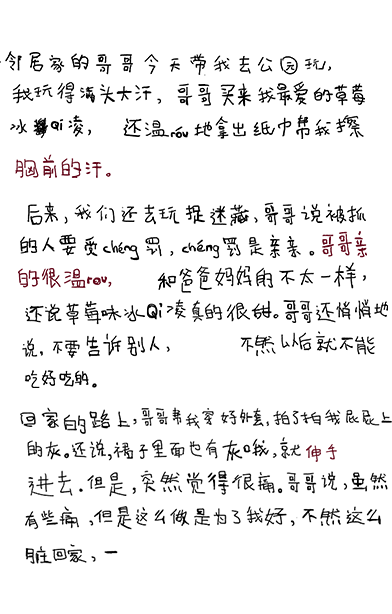 邻居家的哥哥今天带我去公园玩,
我玩得满头大汗，哥哥买来我最爱的草莓
冰Qi凌， 还温róu地拿出纸巾帮我擦
胸前的汗。
后来,我们还去玩捉迷藏,哥哥说被抓
的人要受chéng罚,chéng罚是亲亲。哥哥亲
的很温rou, 和爸爸妈妈的不太一样,
还说草莓味冰Qi凌真的很甜。哥哥还悄悄地
说,不要告诉别人, 不然以后就不能
吃好吃的。
回家的路上,哥哥帮我穿好外套,拍了拍我屁屁上
的灰。还说,裙子里面也有灰哦,就伸手
进去.但是,突然觉得很痛。哥哥说,虽然
有些痛,但是这么做是为了我好,不然这么
脏回家,一